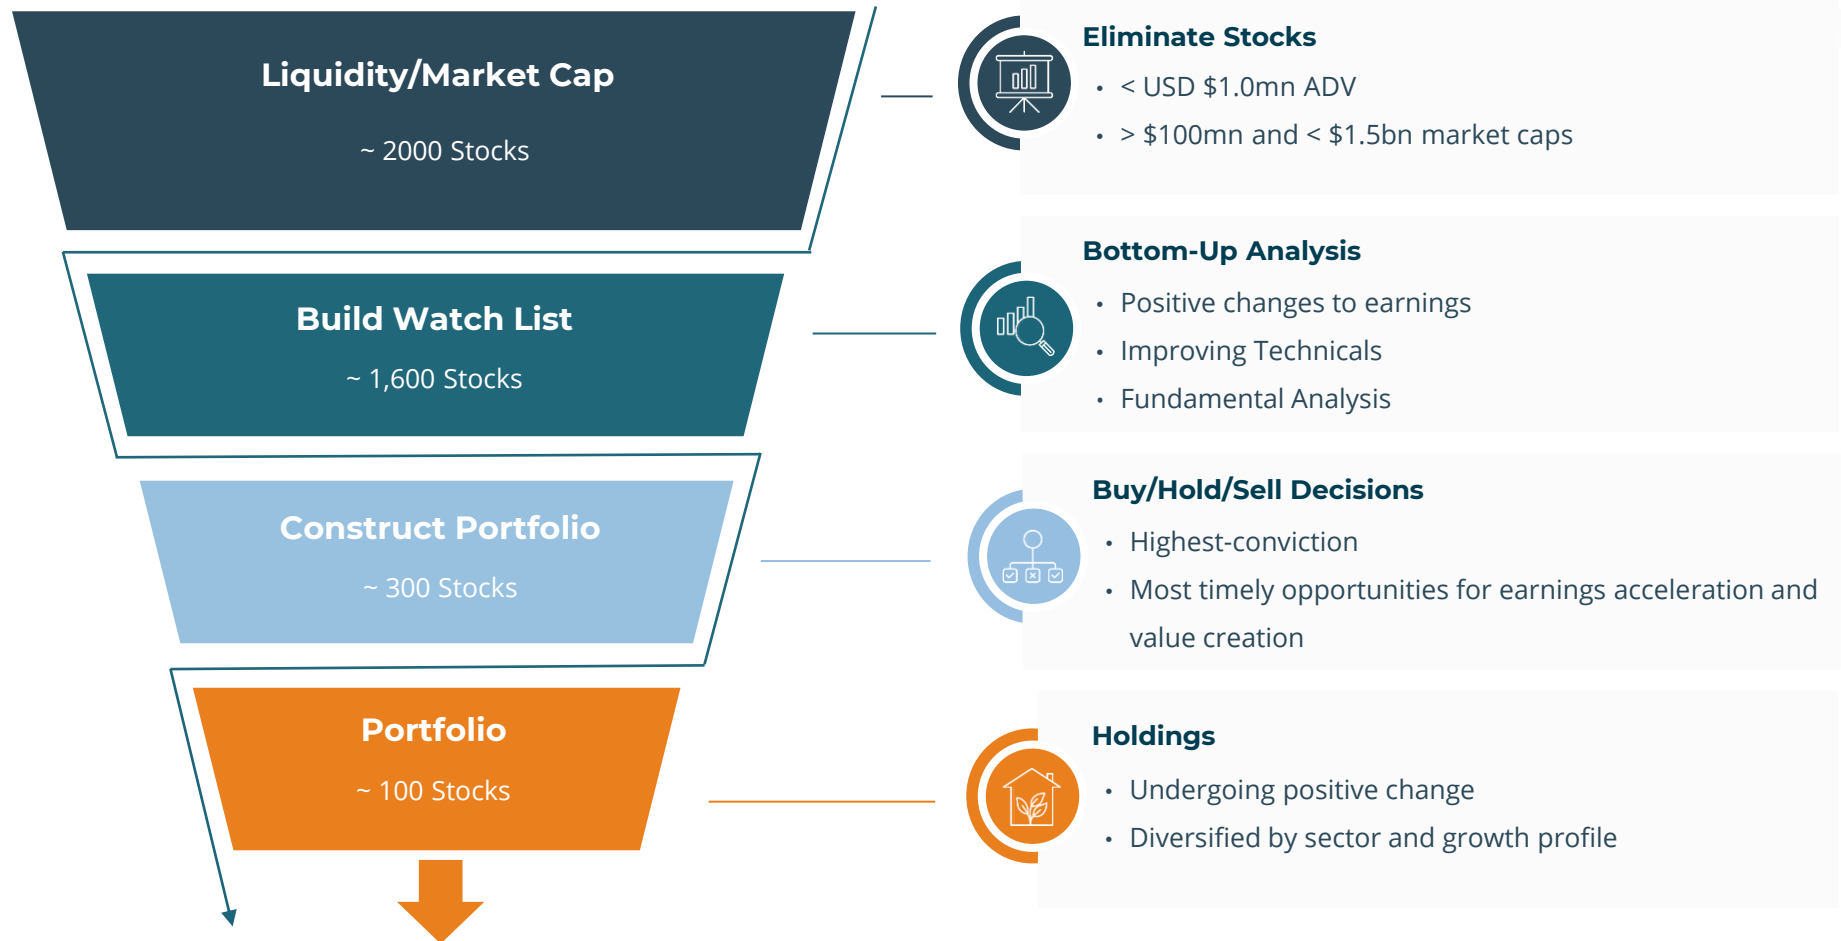 Liquidity/Market Cap
~ 2000 Stocks
Eliminate Stocks
• < USD $1.0mn ADV
• > $100mn and < $1.5bn market caps
Build Watch List
~ 1,600 Stocks
Bottom-Up Analysis
• Positive changes to earnings
• Improving Technicals
• Fundamental Analysis
Construct Portfolio
~ 300 Stocks
Buy/Hold/Sell Decisions
• Highest-conviction
• Most timely opportunities for earnings acceleration and
value creation
Portfolio
~ 100 Stocks
Holdings
• Undergoing positive change
• Diversified by sector and growth profile